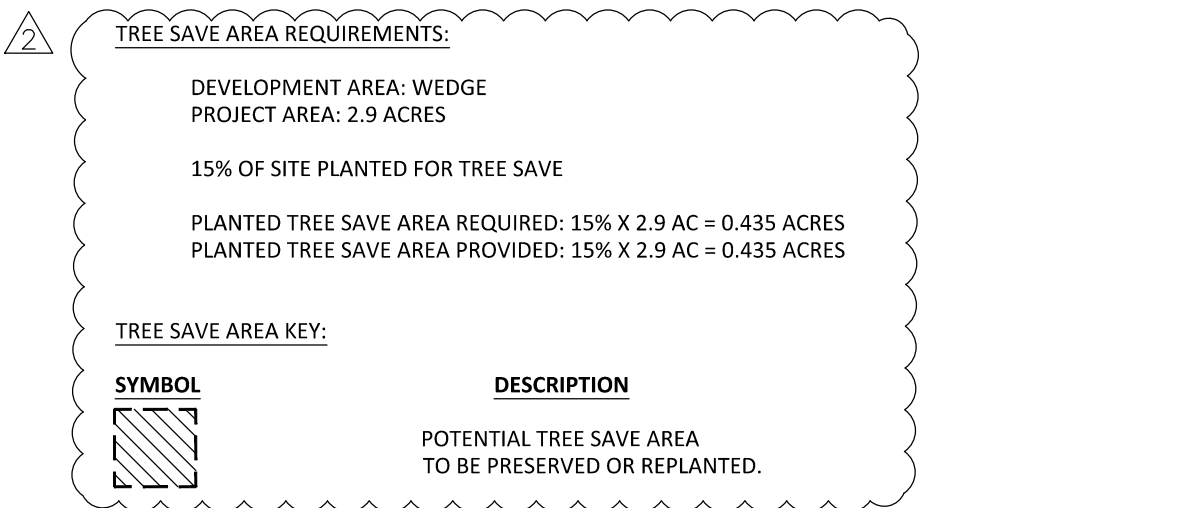 2
TREE SAVE AREA REQUIREMENTS:
DEVELOPMENT AREA: WEDGE
PROJECT AREA: 2.9 ACRES
15% OF SITE PLANTED FOR TREE SAVE
PLANTED TREE SAVE AREA REQUIRED: 15% X 2.9 AC = 0.435 ACRES
PLANTED TREE SAVE AREA PROVIDED: 15% X 2.9 AC = 0.435 ACRES
TREE SAVE AREA KEY:
SYMBOL DESCRIPTION
POTENTIAL TREE SAVE AREA
TO BE PRESERVED OR REPLANTED.